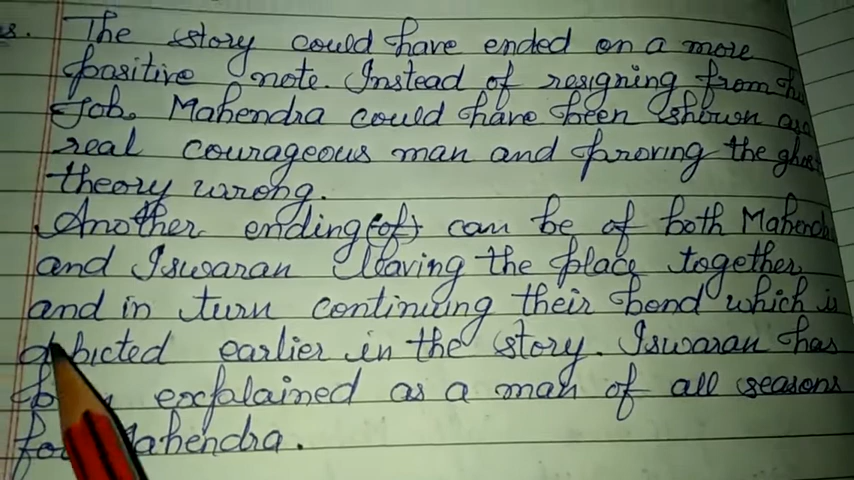 s. The story could have ended on a more
positive note. Instead of resigning from
Job. Mahendra could have been shown as a
real courageous man and proving the ghost
theory wrong.
Another ending (of) can be of both Mahend
and Iswaran leaving the place together
and in turn continuing their bond which is
depicted earlier in the story. Iswaran has
explained as a man of all seasons
for Mahendra.